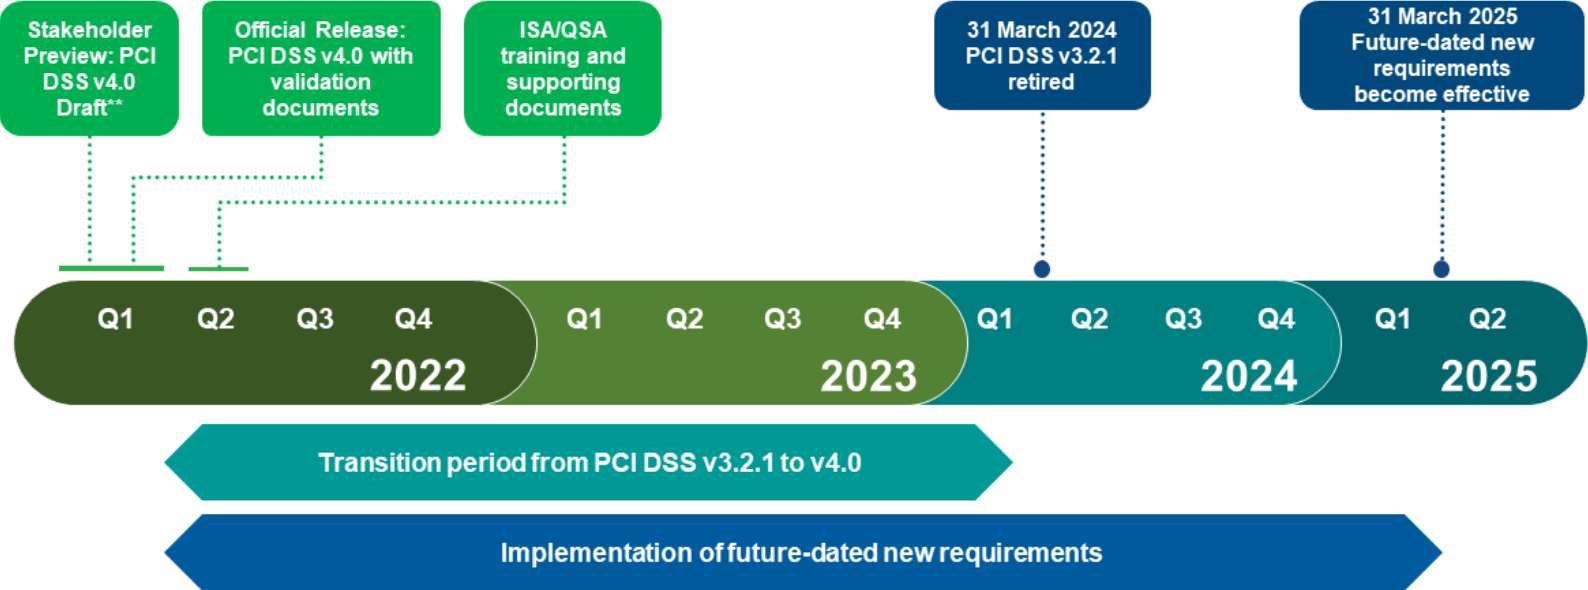 Stakeholder
Preview: PCI
DSS v4.0
Draft**
Official Release:
PCI DSS v4.0 with
validation
documents
ISA/QSA
training and
supporting
documents
31 March 2024
PCI DSS v3.2.1
retired
31 March 2025
Future-dated new
requirements
become effective
Q1 Q2 Q3 Q4
2022
Q1 Q2 Q3 Q4
2023
Q1 Q2 Q3 Q4
2024
Q1 Q2
2025
Transition period from PCI DSS v3.2.1 to v4.0
Implementation of future-dated new requirements